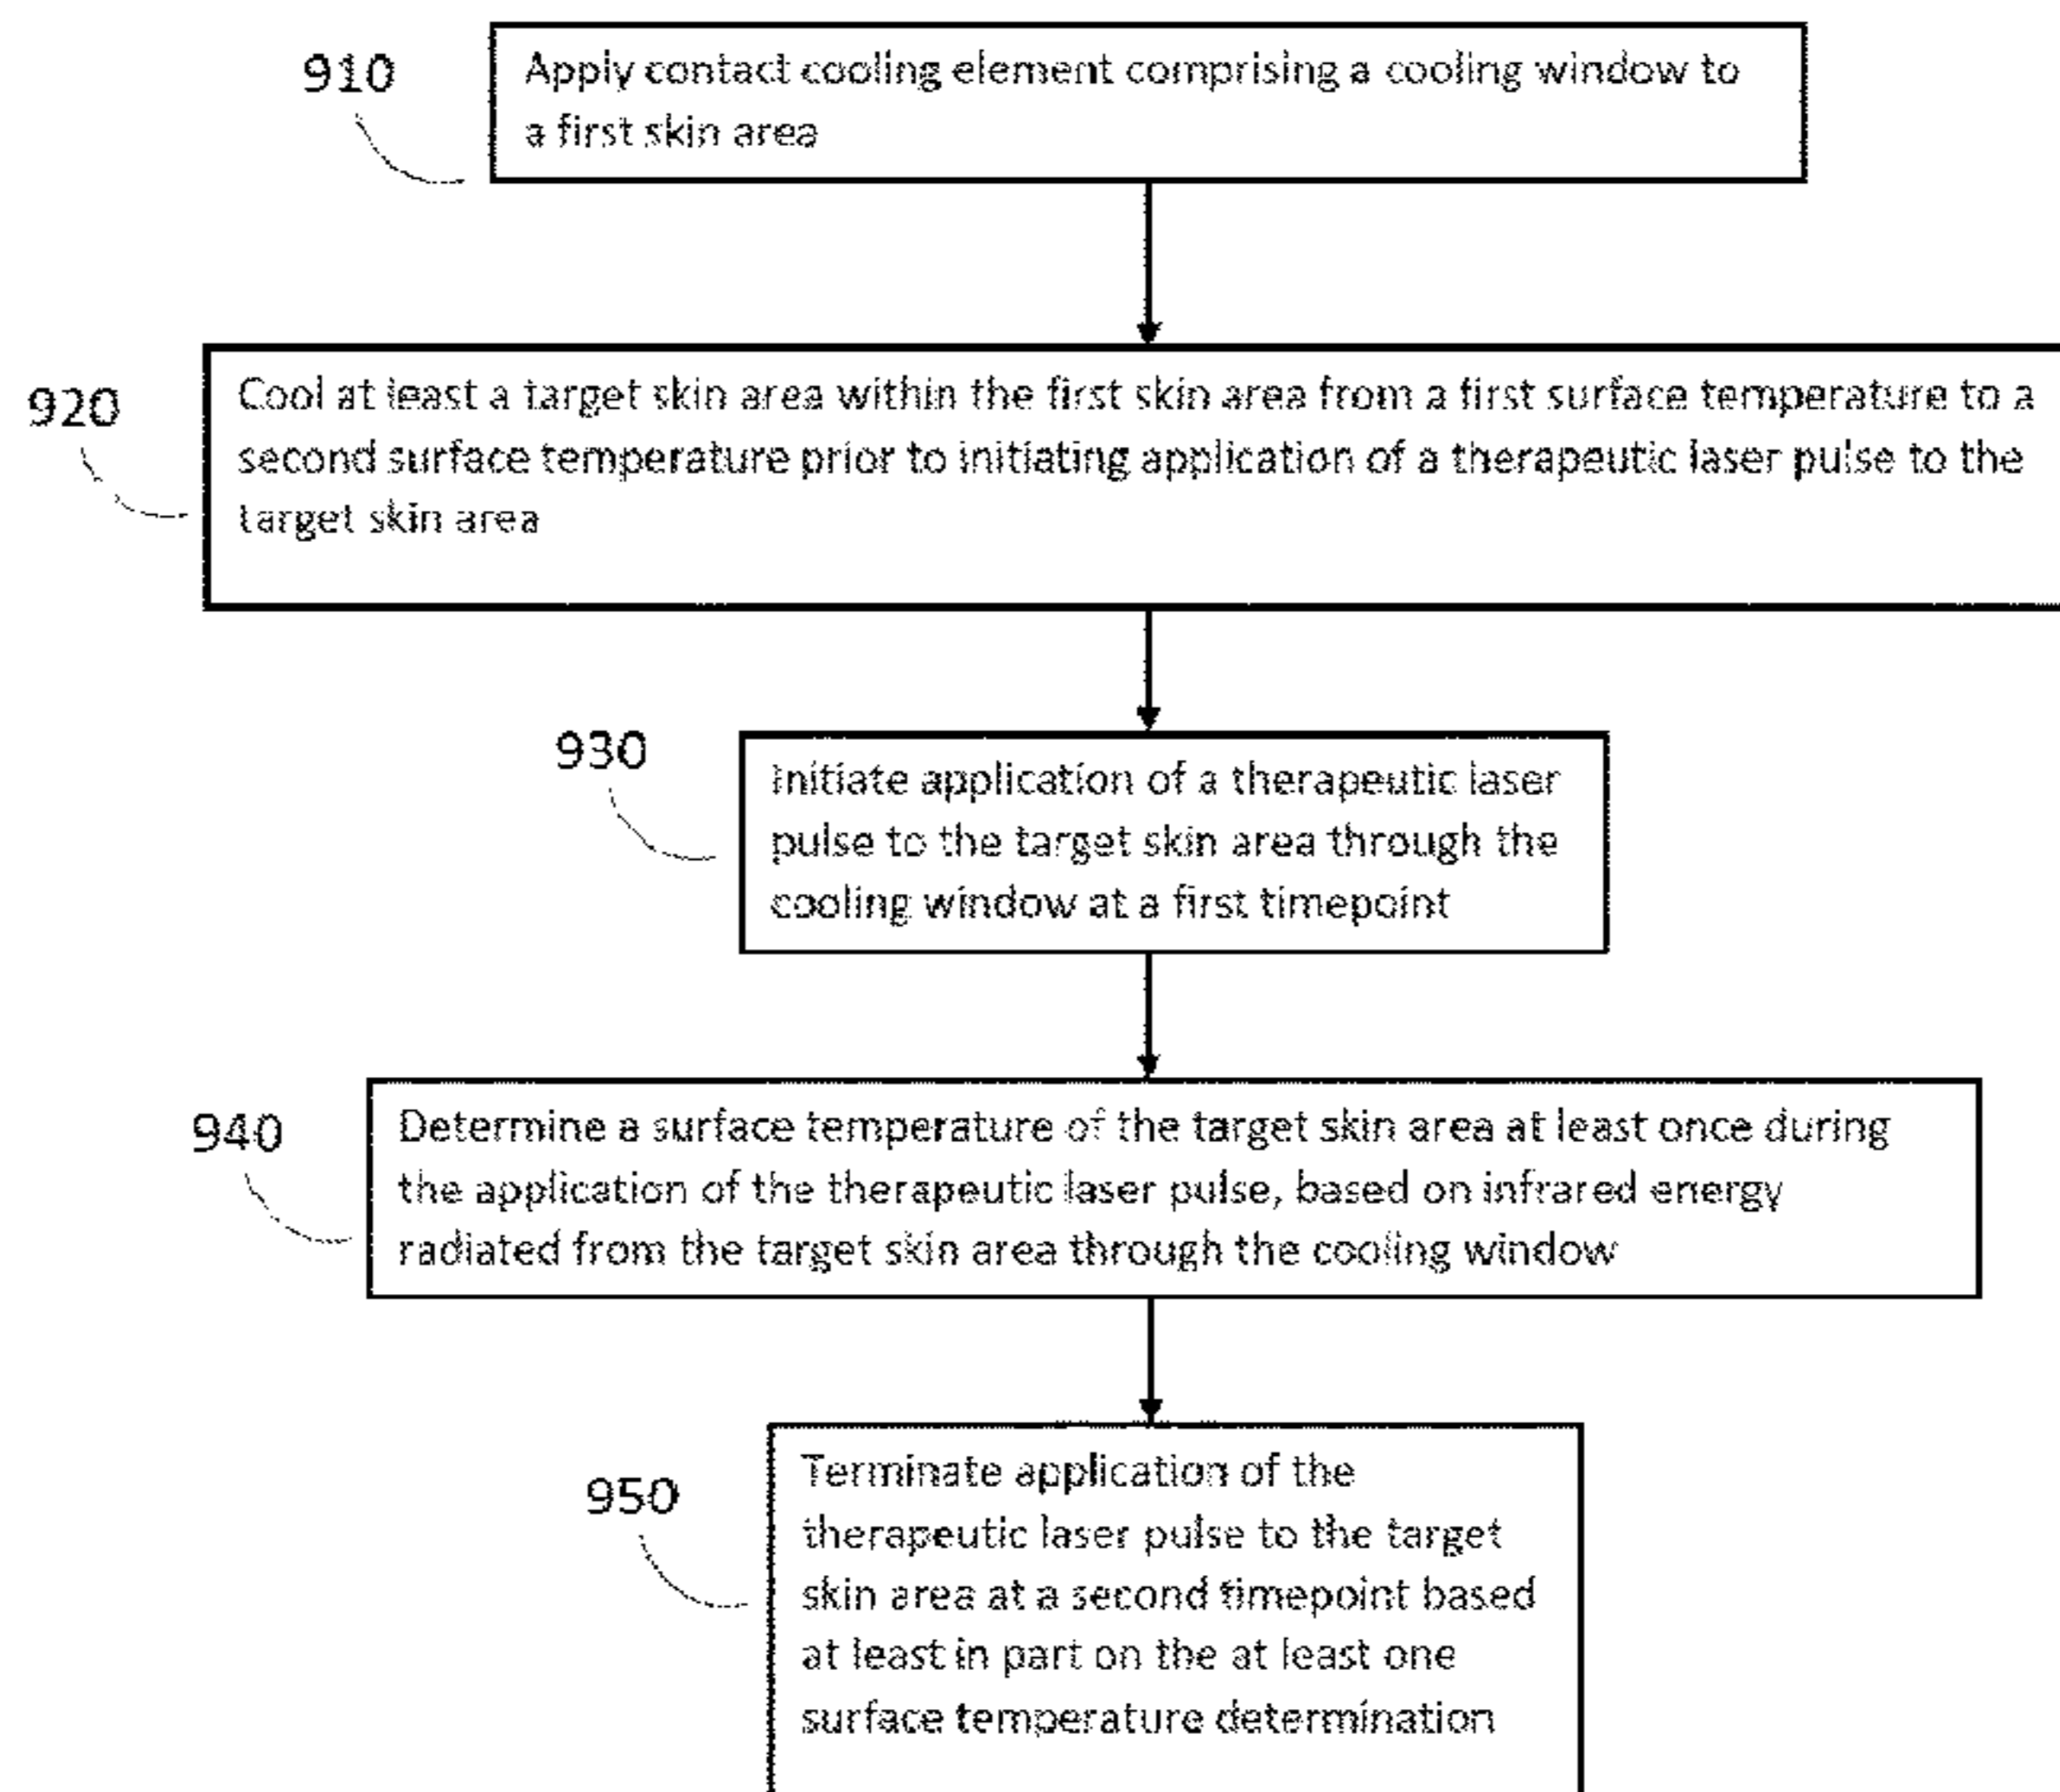 910
Apply contact cooling element comprising a cooling window to
a first skin area
920
Cool at least a target skin area within the first skin area from a first surface temperature to a
second surface temperature prior to initiating application of a therapeutic laser pulse to the
target skin area
930
Initiate application of a therapeutic laser
pulse to the target skin area through the
cooling window at a first timepoint
940
Determine a surface temperature of the target skin area at least once during
the application of the therapeutic laser pulse, based on infrared energy
radiated from the target skin area through the cooling window
950
Terminate application of the
therapeutic laser pulse to the target
skin area at a second timepoint based
at least in part on the at least one
surface temperature determination